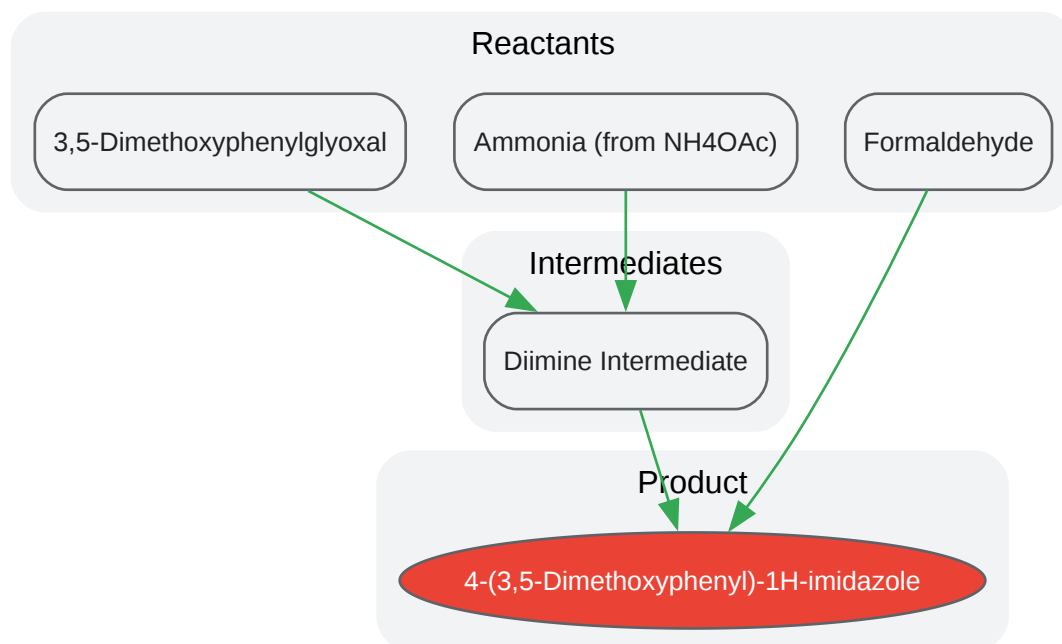 Reactants
3,5-Dimethoxyphenylglyoxal
Ammonia (from NH4OAc)
Formaldehyde
Intermediates
Diimine Intermediate
Product
4-(3,5-Dimethoxyphenyl)-1H-imidazole